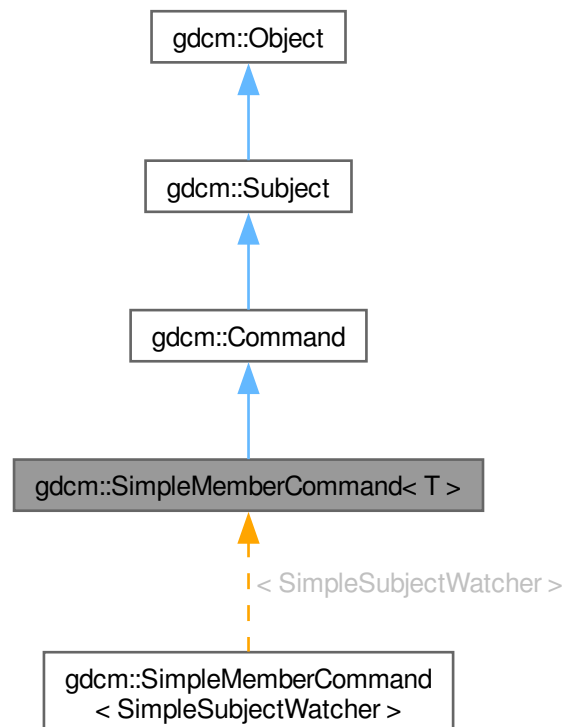 gdcm::Object
gdcm::Subject
gdcm::Command
gdcm::SimpleMemberCommand< T >
< SimpleSubjectWatcher >
gdcm::SimpleMemberCommand
< SimpleSubjectWatcher >